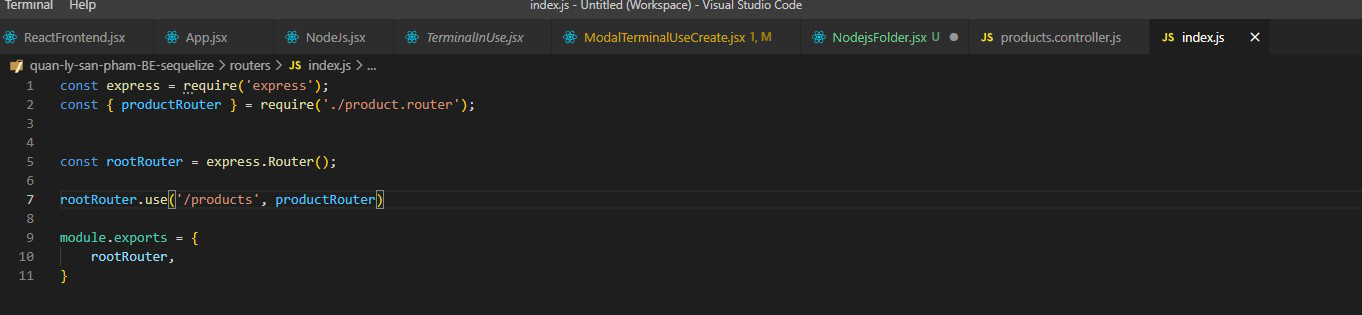 Terminal Help index.js - Untitled (Workspace) - Visual Studio Code
ReactFrontend.jsx App.jsx NodeJs.jsx TerminalInUse.jsx ModalTerminalUseCreate.jsx 1, M NodejsFolder.jsx U JS products.controller.js JS index.js
quan-ly-san-pham-BE-sequelize > routers > JS index.js > ...
1 const express = require('express');
2 const { productRouter } = require('./product.router');
3
4
5 const rootRouter = express.Router();
6
7 rootRouter.use('/products', productRouter)
8
9 module.exports = {
10 rootRouter,
11 }